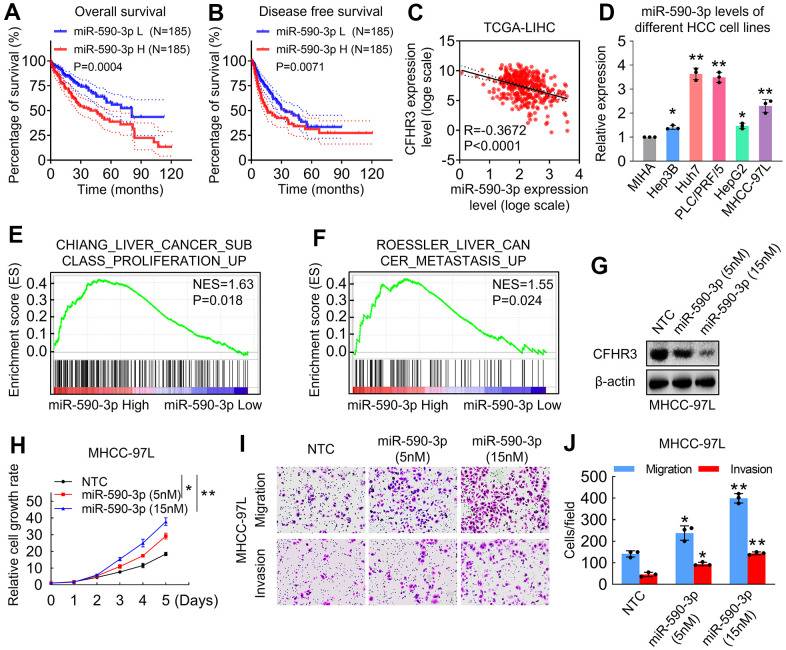 A
Overall survival
miR-590-3p L (N=185)
miR-590-3p H (N=185)
P=0.0004
Percentage of survival (%)
100
75
50
25
0
0 30 60 90 120
Time (months)
B
Disease free survival
miR-590-3p L (N=185)
miR-590-3p H (N=185)
P=0.0071
Percentage of survival (%)
100
75
50
25
0
0 30 60 90 120
Time (months)
C
TCGA-LIHC
CFHR3 expression
level (loge scale)
15
10
5
0
-5
R=-0.3672
P<0.0001
0 1 2 3 4
miR-590-3p expression
level (loge scale)
D
miR-590-3p levels of
different HCC cell lines
Relative expression
5
4
3
2
1
0
*
**
**
*
**
MIHA
Hep3B
Huh7
PLC/PRF/5
HepG2
MHCC-97L
E
CHIANG_LIVER_CANCER_SUB
CLASS_PROLIFERATION_UP
Enrichment score (ES)
0.4
0.3
0.2
0.1
0.0
NES=1.63
P=0.018
miR-590-3p High miR-590-3p Low
F
ROESSLER_LIVER_CAN
CER_METASTASIS_UP
Enrichment score (ES)
0.4
0.3
0.2
0.1
0.0
NES=1.55
P=0.024
miR-590-3p High miR-590-3p Low
G
NTC
miR-590-3p (5nM)
miR-590-3p (15nM)
CFHR3
β-actin
MHCC-97L
H
MHCC-97L
NTC
miR-590-3p (5nM)
miR-590-3p (15nM)
*
**
Relative cell growth rate
50
40
30
20
10
0
0 1 2 3 4 5 (Days)
I
NTC
miR-590-3p
(5nM)
miR-590-3p
(15nM)
MHCC-97L
Migration
Invasion
J
MHCC-97L
Migration
Invasion
Cells/field
500
400
300
200
100
0
*
*
**
**
NTC
miR-590-3p
(5nM)
miR-590-3p
(15nM)